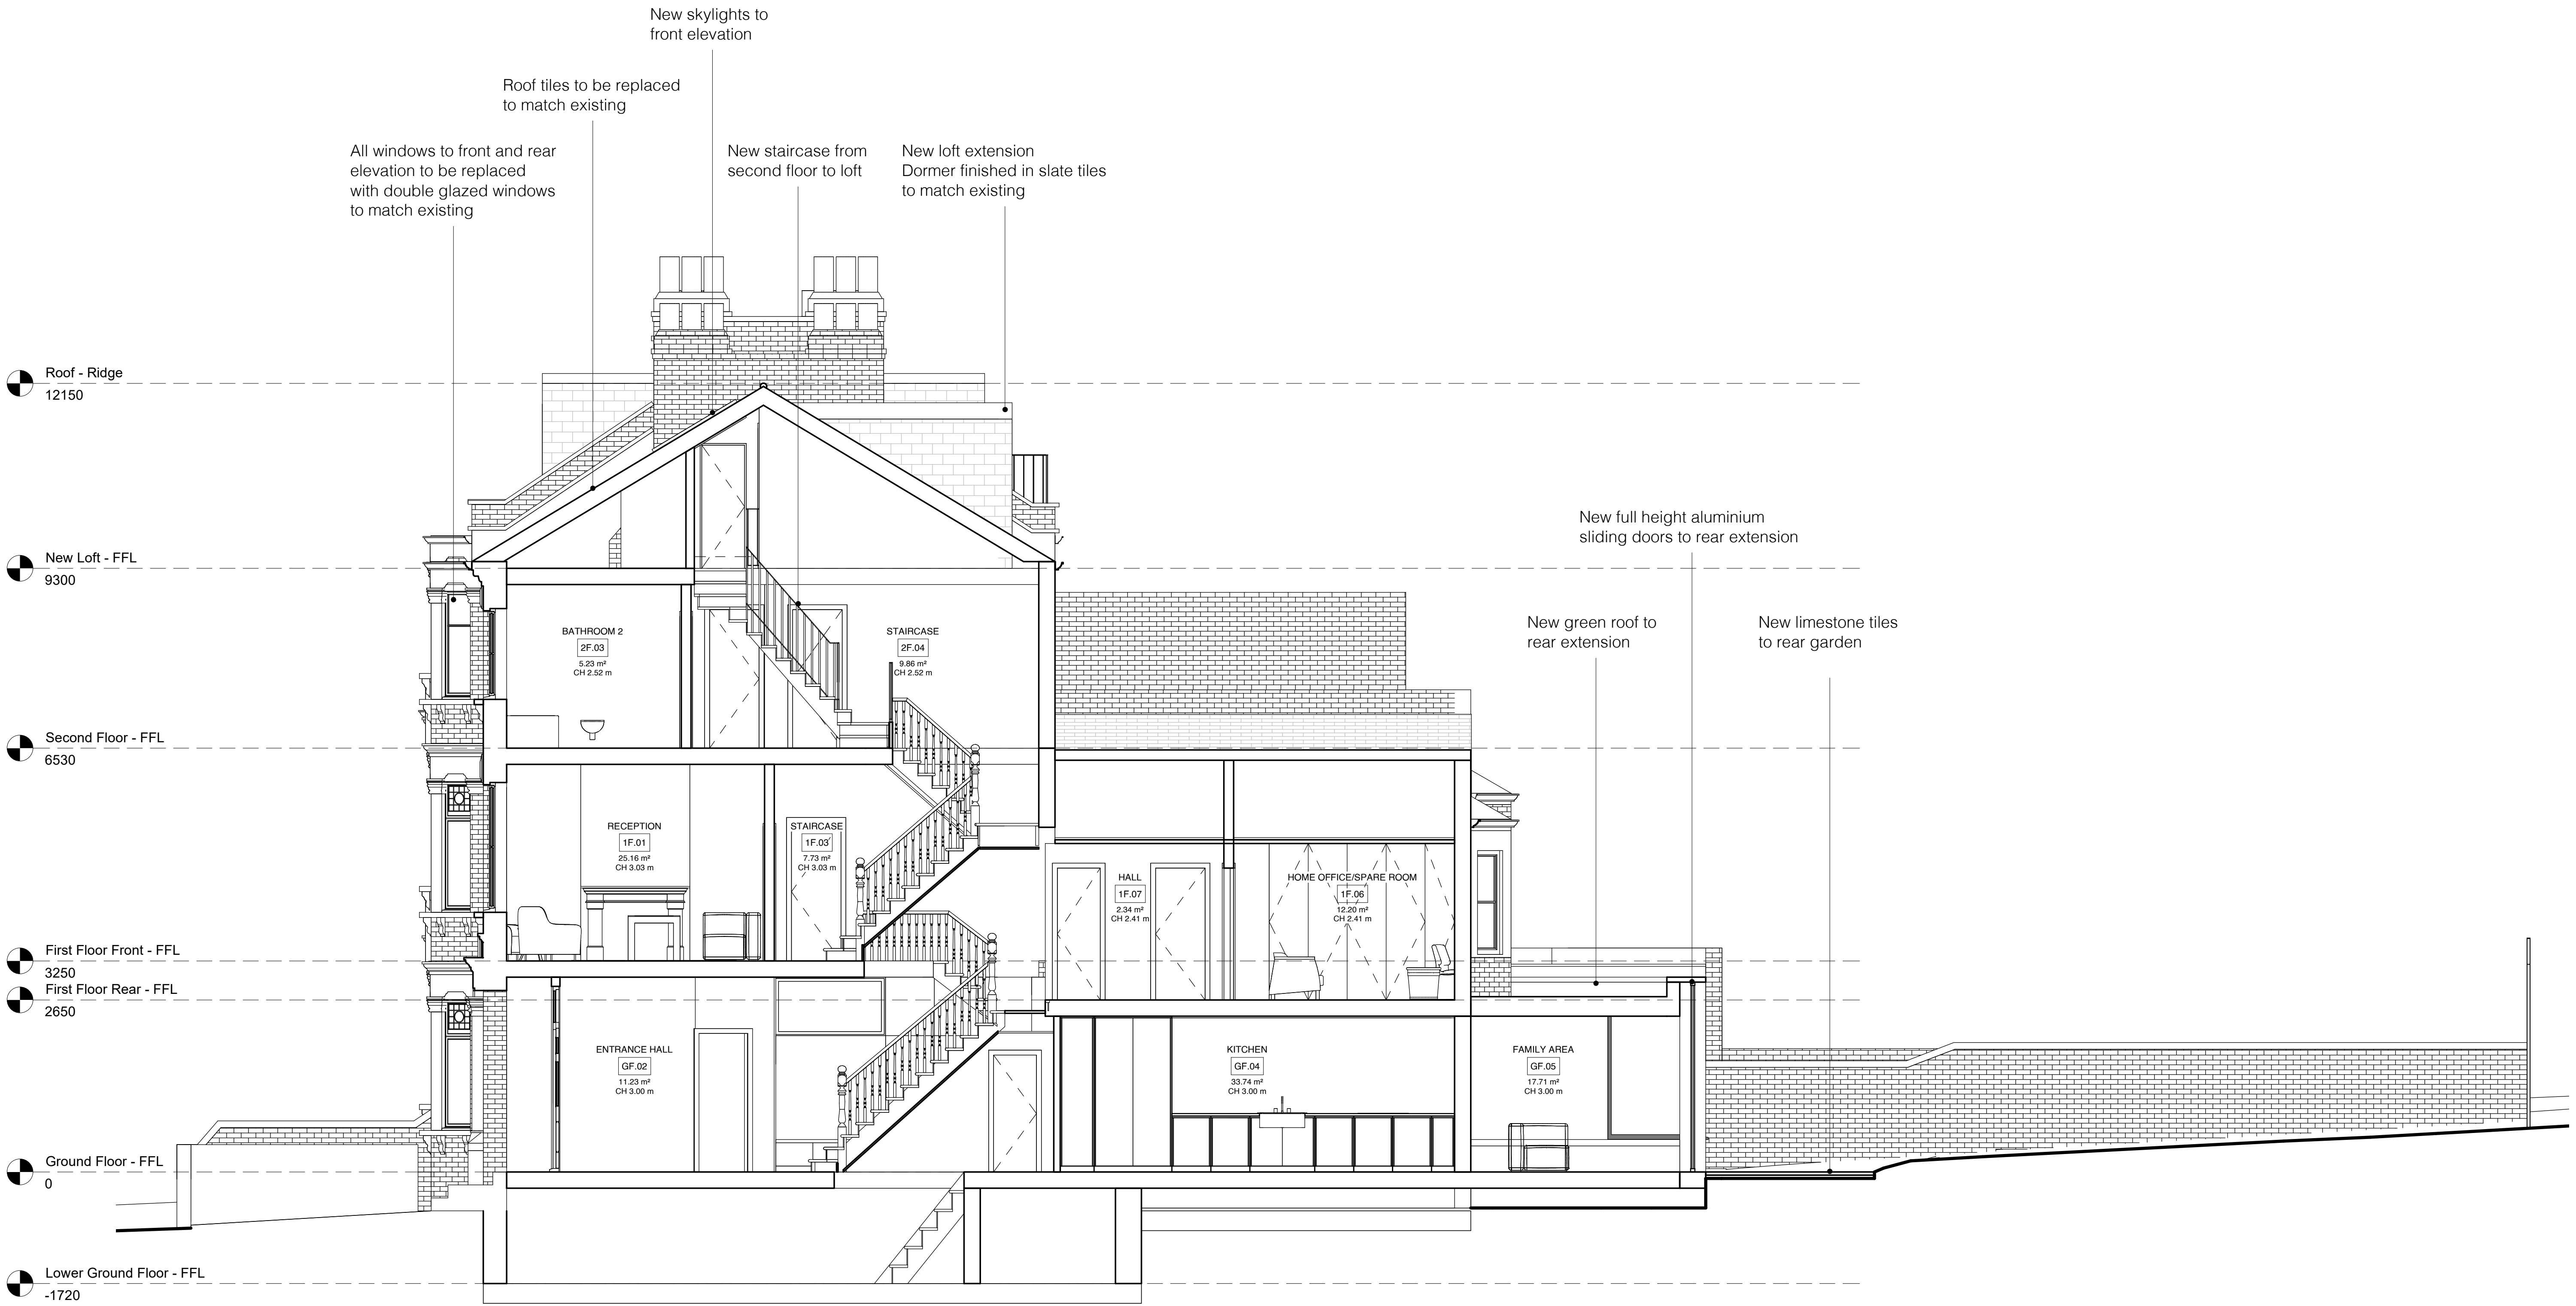 New skylights to
front elevation
Roof tiles to be replaced
to match existing
All windows to front and rear
elevation to be replaced
with double glazed windows
to match existing
New staircase from
second floor to loft
New loft extension
Dormer finished in slate tiles
to match existing
Roof - Ridge
12150
New full height aluminium
sliding doors to rear extension
New Loft - FFL
9300
New green roof to
rear extension
New limestone tiles
to rear garden
BATHROOM 2
2F.03
5.23 m²
CH 2.52 m
STAIRCASE
2F.04
9.86 m²
CH 2.52 m
Second Floor - FFL
6530
RECEPTION
1F.01
25.16 m²
CH 3.03 m
STAIRCASE
1F.03
7.73 m²
CH 3.03 m
HALL
1F.07
2.34 m²
CH 2.41 m
HOME OFFICE/SPARE ROOM
1F.06
12.20 m²
CH 2.41 m
First Floor Front - FFL
3250
First Floor Rear - FFL
2650
ENTRANCE HALL
GF.02
11.23 m²
CH 3.00 m
KITCHEN
GF.04
33.74 m²
CH 3.00 m
FAMILY AREA
GF.05
17.71 m²
CH 3.00 m
Ground Floor - FFL
0
Lower Ground Floor - FFL
-1720